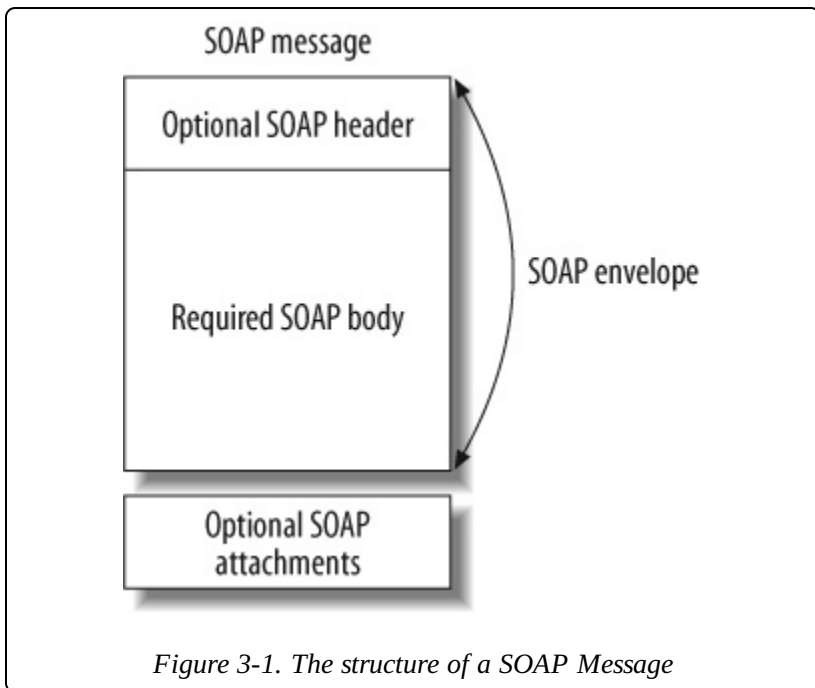 SOAP message
Optional SOAP header
Required SOAP body
SOAP envelope
Optional SOAP
attachments
Figure 3-1. The structure of a SOAP Message